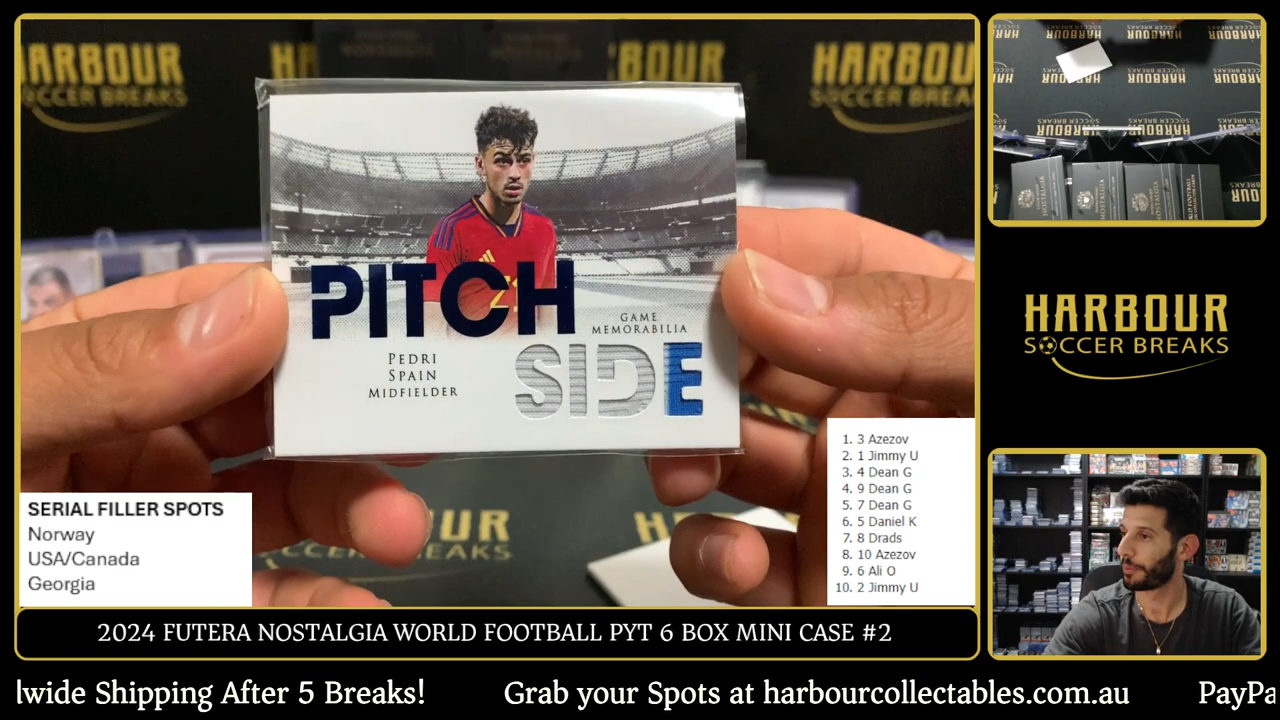 HARBOUR
SOCCER BREAKS
HARBOUR
SOCCER BREAKS
PITCH
SIDE
GAME
MEMORABILIA
PEDRI
SPAIN
MIDFIELDER
HARBOUR
SOCCER BREAKS
SERIAL FILLER SPOTS
Norway
USA/Canada
Georgia
1. 3 Azezov
2. 1 Jimmy U
3. 4 Dean G
4. 9 Dean G
5. 7 Dean G
6. 5 Daniel K
7. 8 Drads
8. 10 Azezov
9. 6 Ali O
10. 2 Jimmy U
2024 FUTERA NOSTALGIA WORLD FOOTBALL PYT 6 BOX MINI CASE #2
lwide Shipping After 5 Breaks! Grab your Spots at harbourcollectables.com.au PayPa